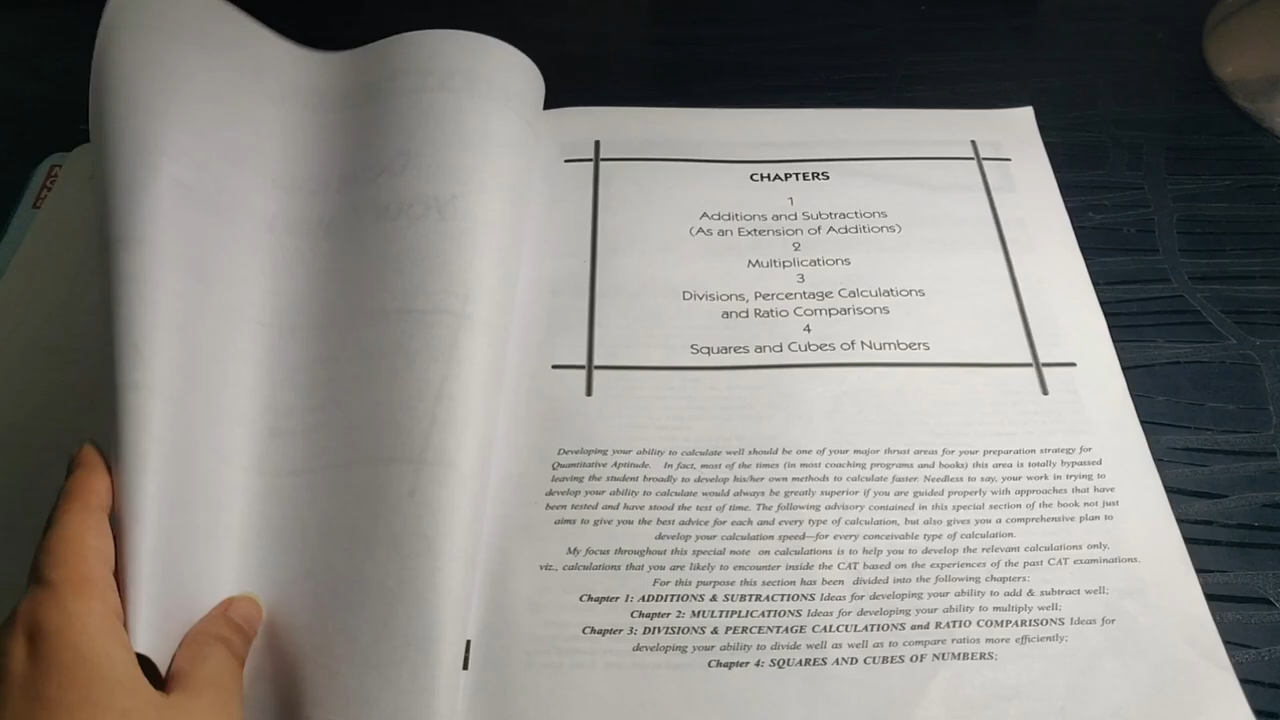 CHAPTERS
1
Additions and Subtractions
(As an Extension of Additions)
2
Multiplications
3
Divisions, Percentage Calculations
and Ratio Comparisons
4
Squares and Cubes of Numbers
Developing your ability to calculate well should be one of your major thrust areas for your preparation strategy for
Quantitative Aptitude. In fact, most of the times (in most coaching programs and books) this area is totally bypassed
leaving the student broadly to develop his/her own methods to calculate faster. Needless to say, your work in trying to
develop your ability to calculate would always be greatly superior if you are guided properly with approaches that have
been tested and have stood the test of time. The following advisory contained in this special section of the book not just
aims to give you the best advice for each and every type of calculation, but also gives you a comprehensive plan to
develop your calculation speed—for every conceivable type of calculation.
My focus throughout this special note on calculations is to help you to develop the relevant calculations only,
viz., calculations that you are likely to encounter inside the CAT based on the experiences of the past CAT examinations.
For this purpose this section has been divided into the following chapters:
Chapter 1: ADDITIONS & SUBTRACTIONS Ideas for developing your ability to add & subtract well;
Chapter 2: MULTIPLICATIONS Ideas for developing your ability to multiply well;
Chapter 3: DIVISIONS & PERCENTAGE CALCULATIONS and RATIO COMPARISONS Ideas for
developing your ability to divide well as well as to compare ratios more efficiently;
Chapter 4: SQUARES AND CUBES OF NUMBERS;